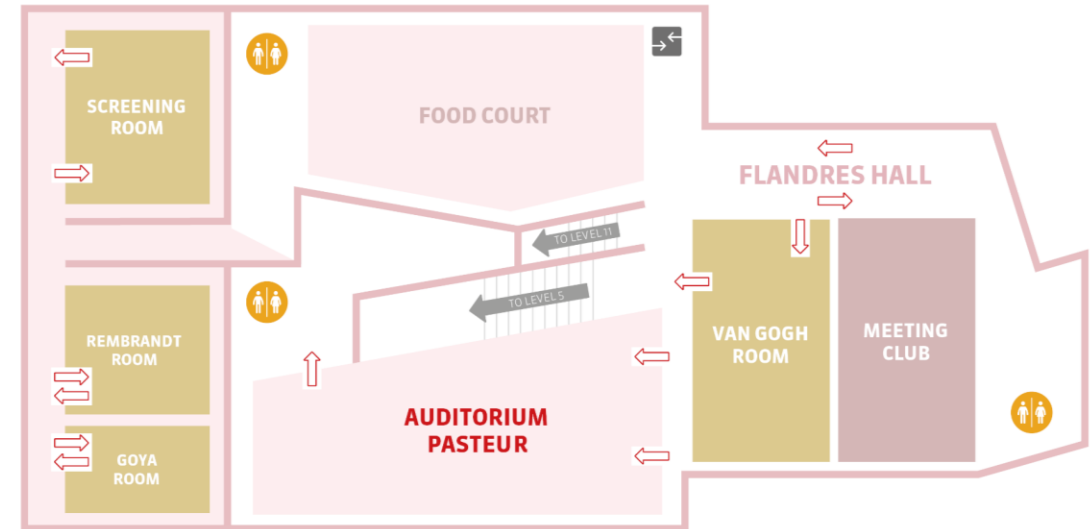 SCREENING
ROOM
FOOD COURT
FLANDRES HALL
TO LEVEL 11
TO LEVEL 5
REMBRANDT
ROOM
VAN GOGH
ROOM
MEETING
CLUB
AUDITORIUM
PASTEUR
GOYA
ROOM